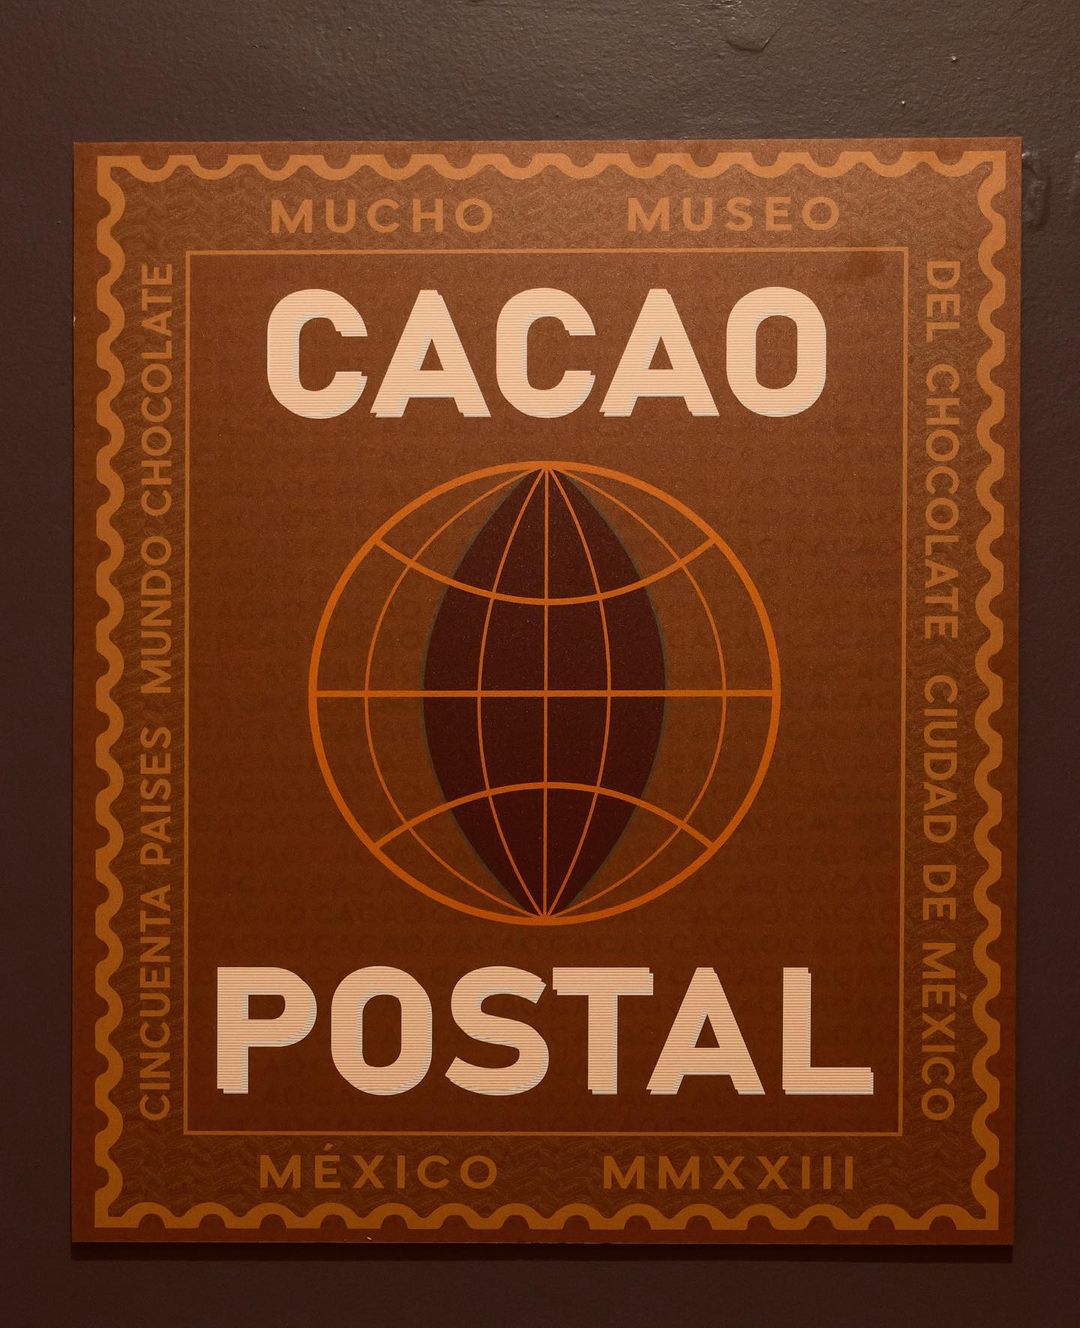 MUCHO MUSEO
DEL CHOCOLATE CIUDAD DE MÉXICO
CACAO
POSTAL
CINCUENTA PAISES MUNDO CHOCOLATE
MÉXICO MMXXIII